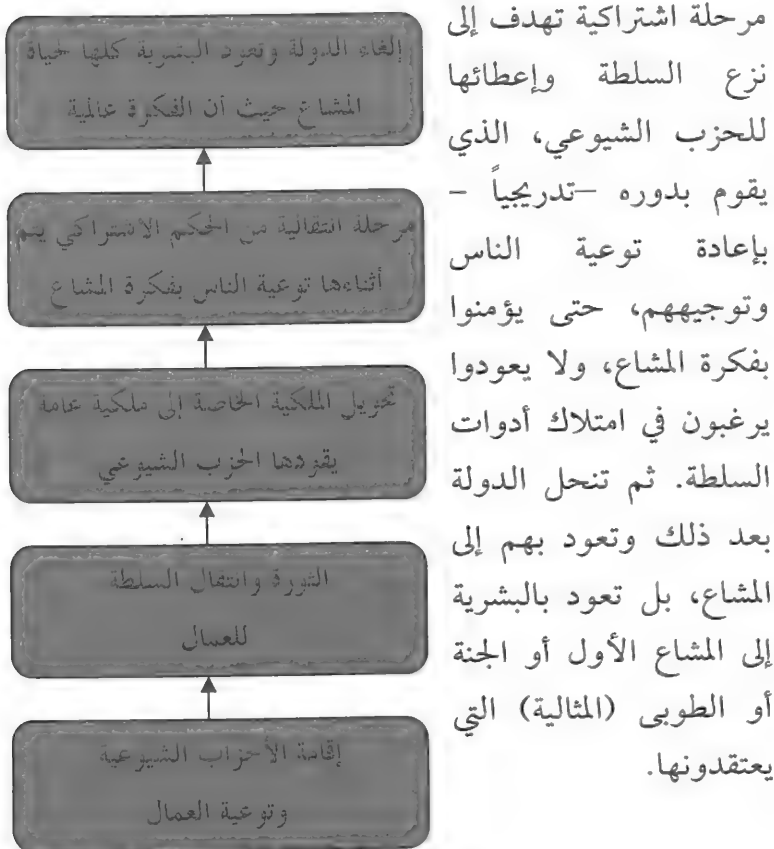 مرحلة اشتراكية تهدف إلى
نزع السلطة وإعطائها
للحزب الشيوعي، الذي
يقوم بدوره –تدريجياً –
بإعادة توعية الناس
وتوجيههم، حتى يؤمنوا
بفكرة المشاع، ولا يعودوا
يرغبون في امتلاك أدوات
السلطة. ثم تنحل الدولة
بعد ذلك وتعود بهم إلى
المشاع، بل تعود بالبشرية
إلى المشاع الأول أو الجنة
أو الطوبى (المثالية) التي
يعتقدونها.
إلغاء الدولة وتعود البشرية كلها لحياة
المشاع حيث أن الفكرة عالمية
مرحلة انتقالية من الحكم الاشتراكي يتم
أثناءها توعية الناس بفكرة المشاع
تحويل الملكية الخاصة إلى ملكية عامة
يقودها الحزب الشيوعي
الثورة وانتقال السلطة
للعمال
إقامة الأحزاب الشيوعية
وتوعية العمال